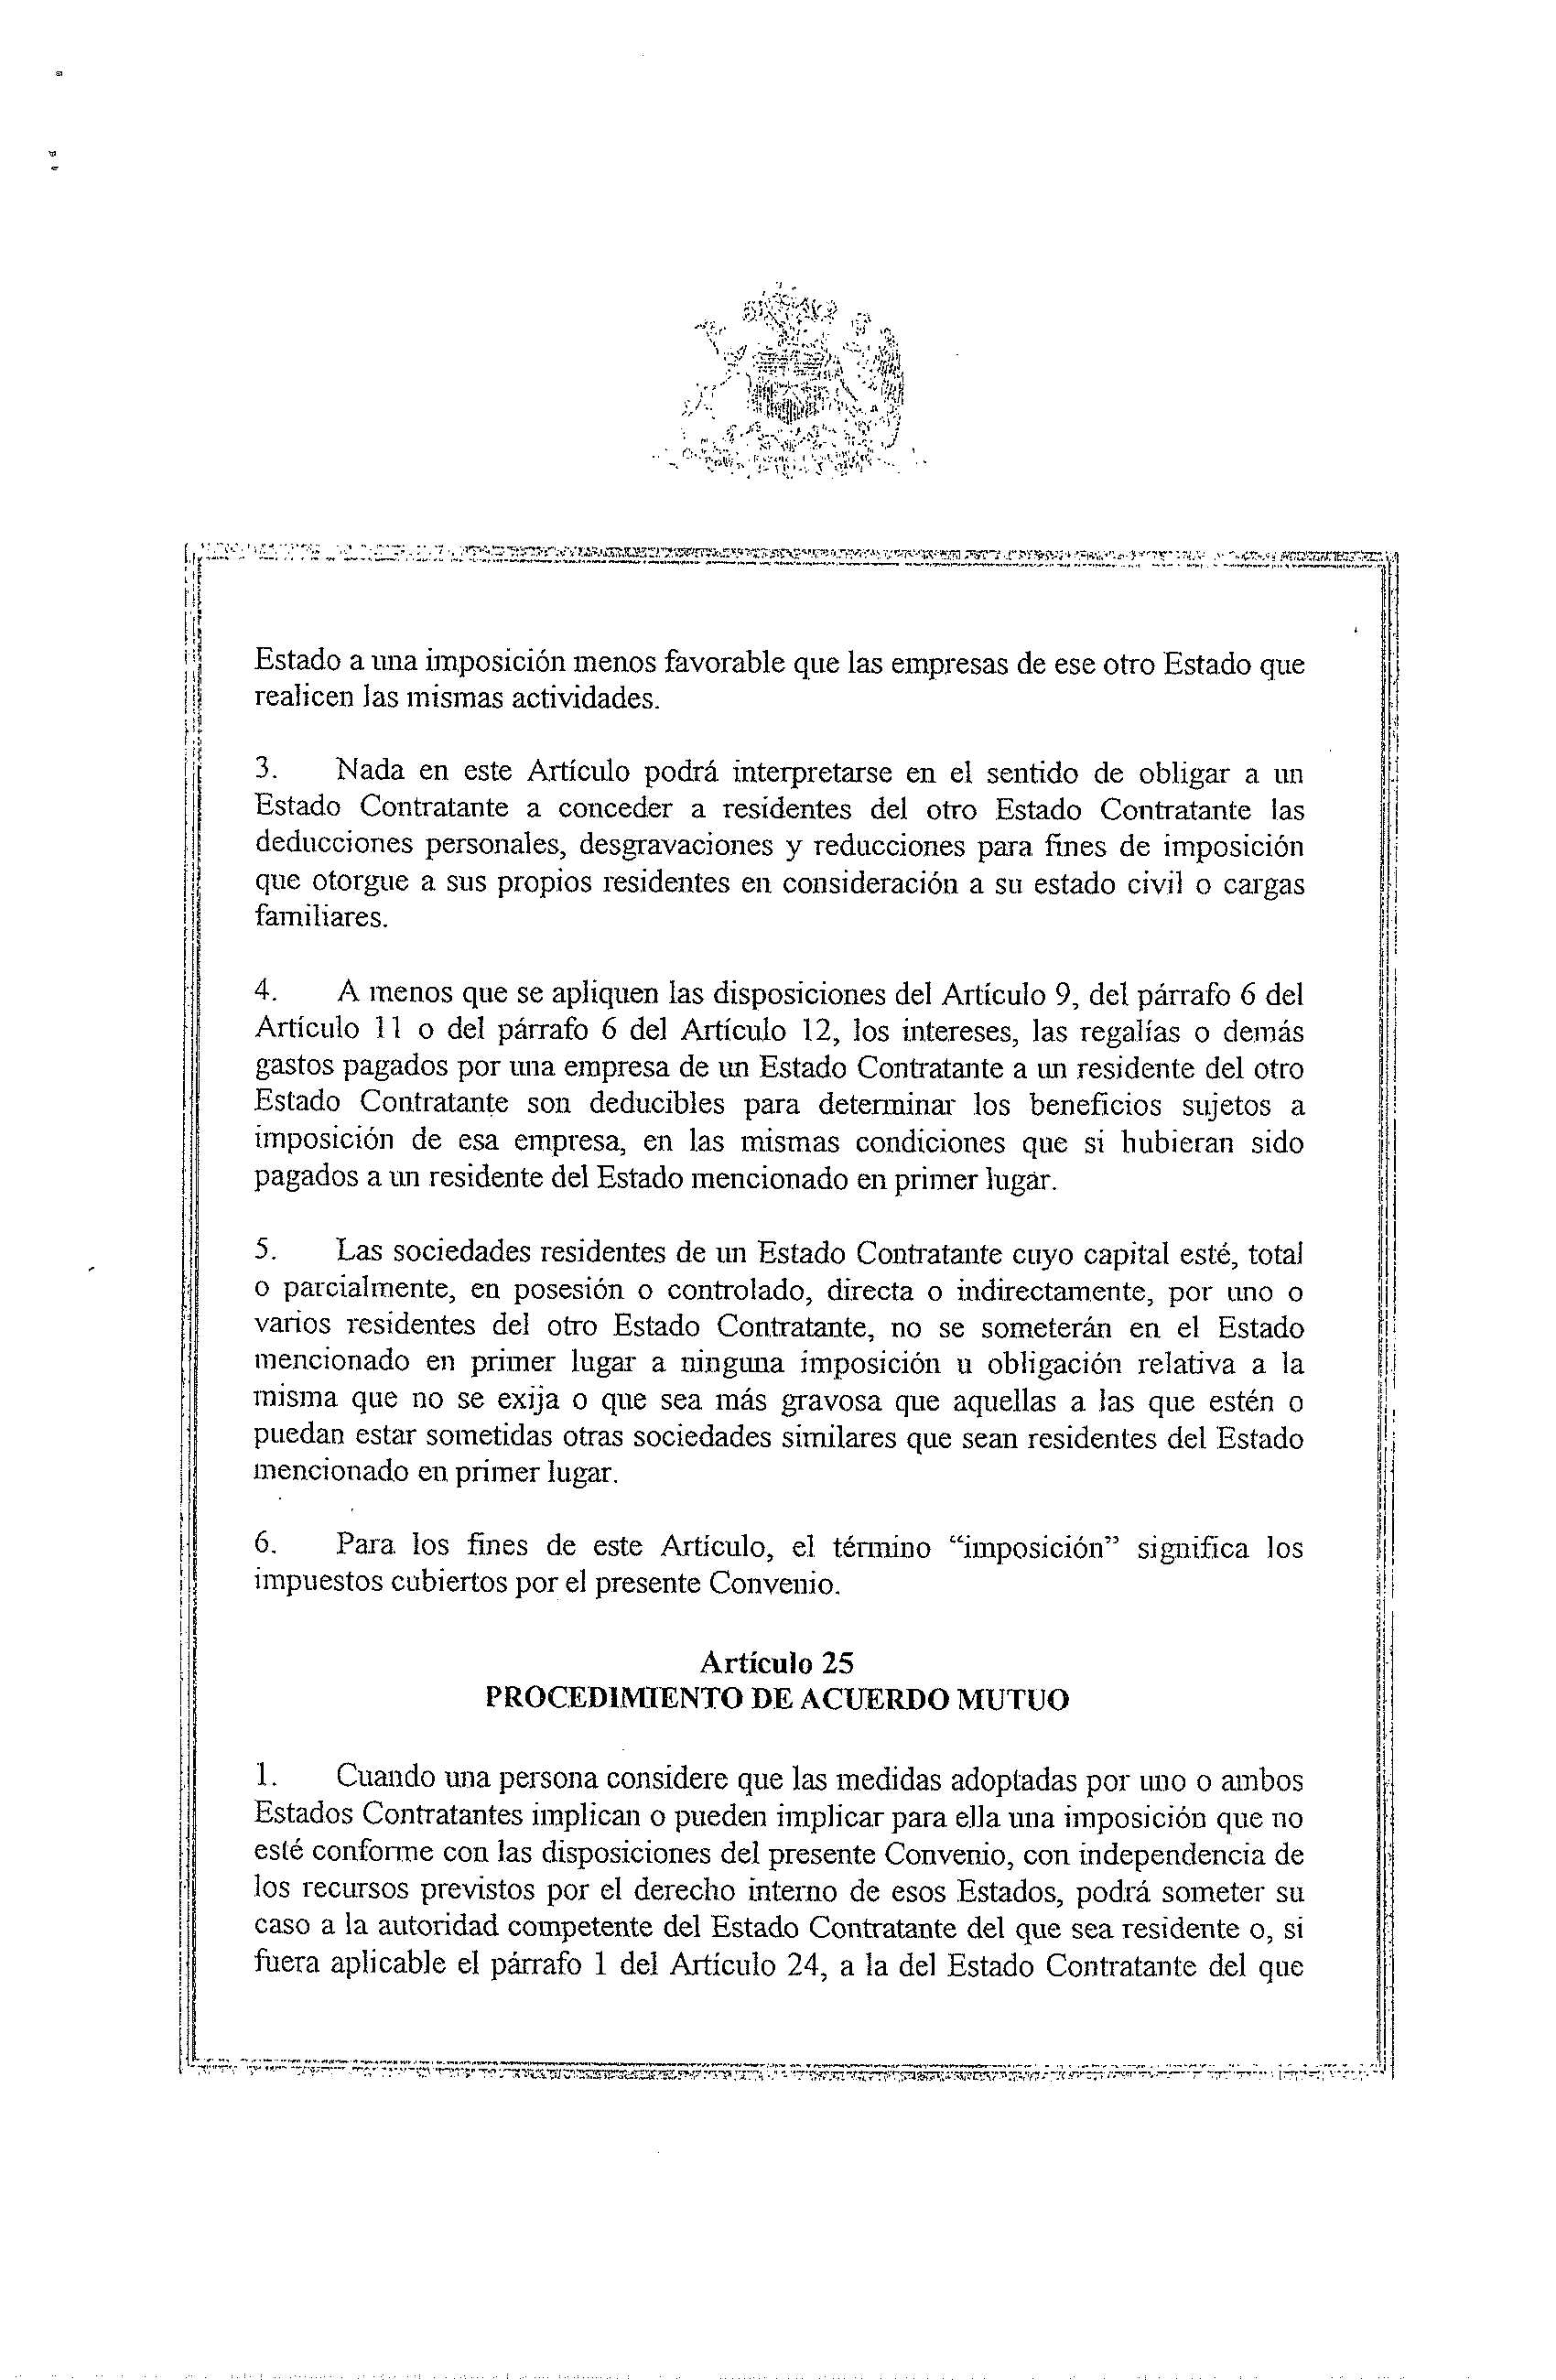 Estado a una imposición menos favorable que las empresas de ese otro Estado que
realicen las mismas actividades.
3. Nada en este Artículo podrá interpretarse en el sentido de obligar a un
Estado Contratante a conceder a residentes del otro Estado Contratante las
deducciones personales, desgravaciones y reducciones para fines de imposición
que otorgue a sus propios residentes en consideración a su estado civil o cargas
familiares.
4. A menos que se apliquen las disposiciones del Artículo 9, del párrafo 6 del
Artículo 11 o del párrafo 6 del Artículo 12, los intereses, las regalías o demás
gastos pagados por una empresa de un Estado Contratante a un residente del otro
Estado Contratante son deducibles para determinar los beneficios sujetos a
imposición de esa empresa, en las mismas condiciones que si hubieran sido
pagados a un residente del Estado mencionado en primer lugar.
5. Las sociedades residentes de un Estado Contratante cuyo capital esté, total
o parcialmente, en posesión o controlado, directa o indirectamente, por uno o
varios residentes del otro Estado Contratante, no se someterán en el Estado
mencionado en primer lugar a ninguna imposición u obligación relativa a la
misma que no se exija o que sea más gravosa que aquellas a las que estén o
puedan estar sometidas otras sociedades similares que sean residentes del Estado
mencionado en primer lugar.
6. Para los fines de este Artículo, el término “imposición” significa los
impuestos cubiertos por el presente Convenio.
Artículo 25
PROCEDIMIENTO DE ACUERDO MUTUO
1. Cuando una persona considere que las medidas adoptadas por uno o ambos
Estados Contratantes implican o pueden implicar para ella una imposición que no
esté conforme con las disposiciones del presente Convenio, con independencia de
los recursos previstos por el derecho interno de esos Estados, podrá someter su
caso a la autoridad competente del Estado Contratante del que sea residente o, si
fuera aplicable el párrafo 1 del Artículo 24, a la del Estado Contratante del que